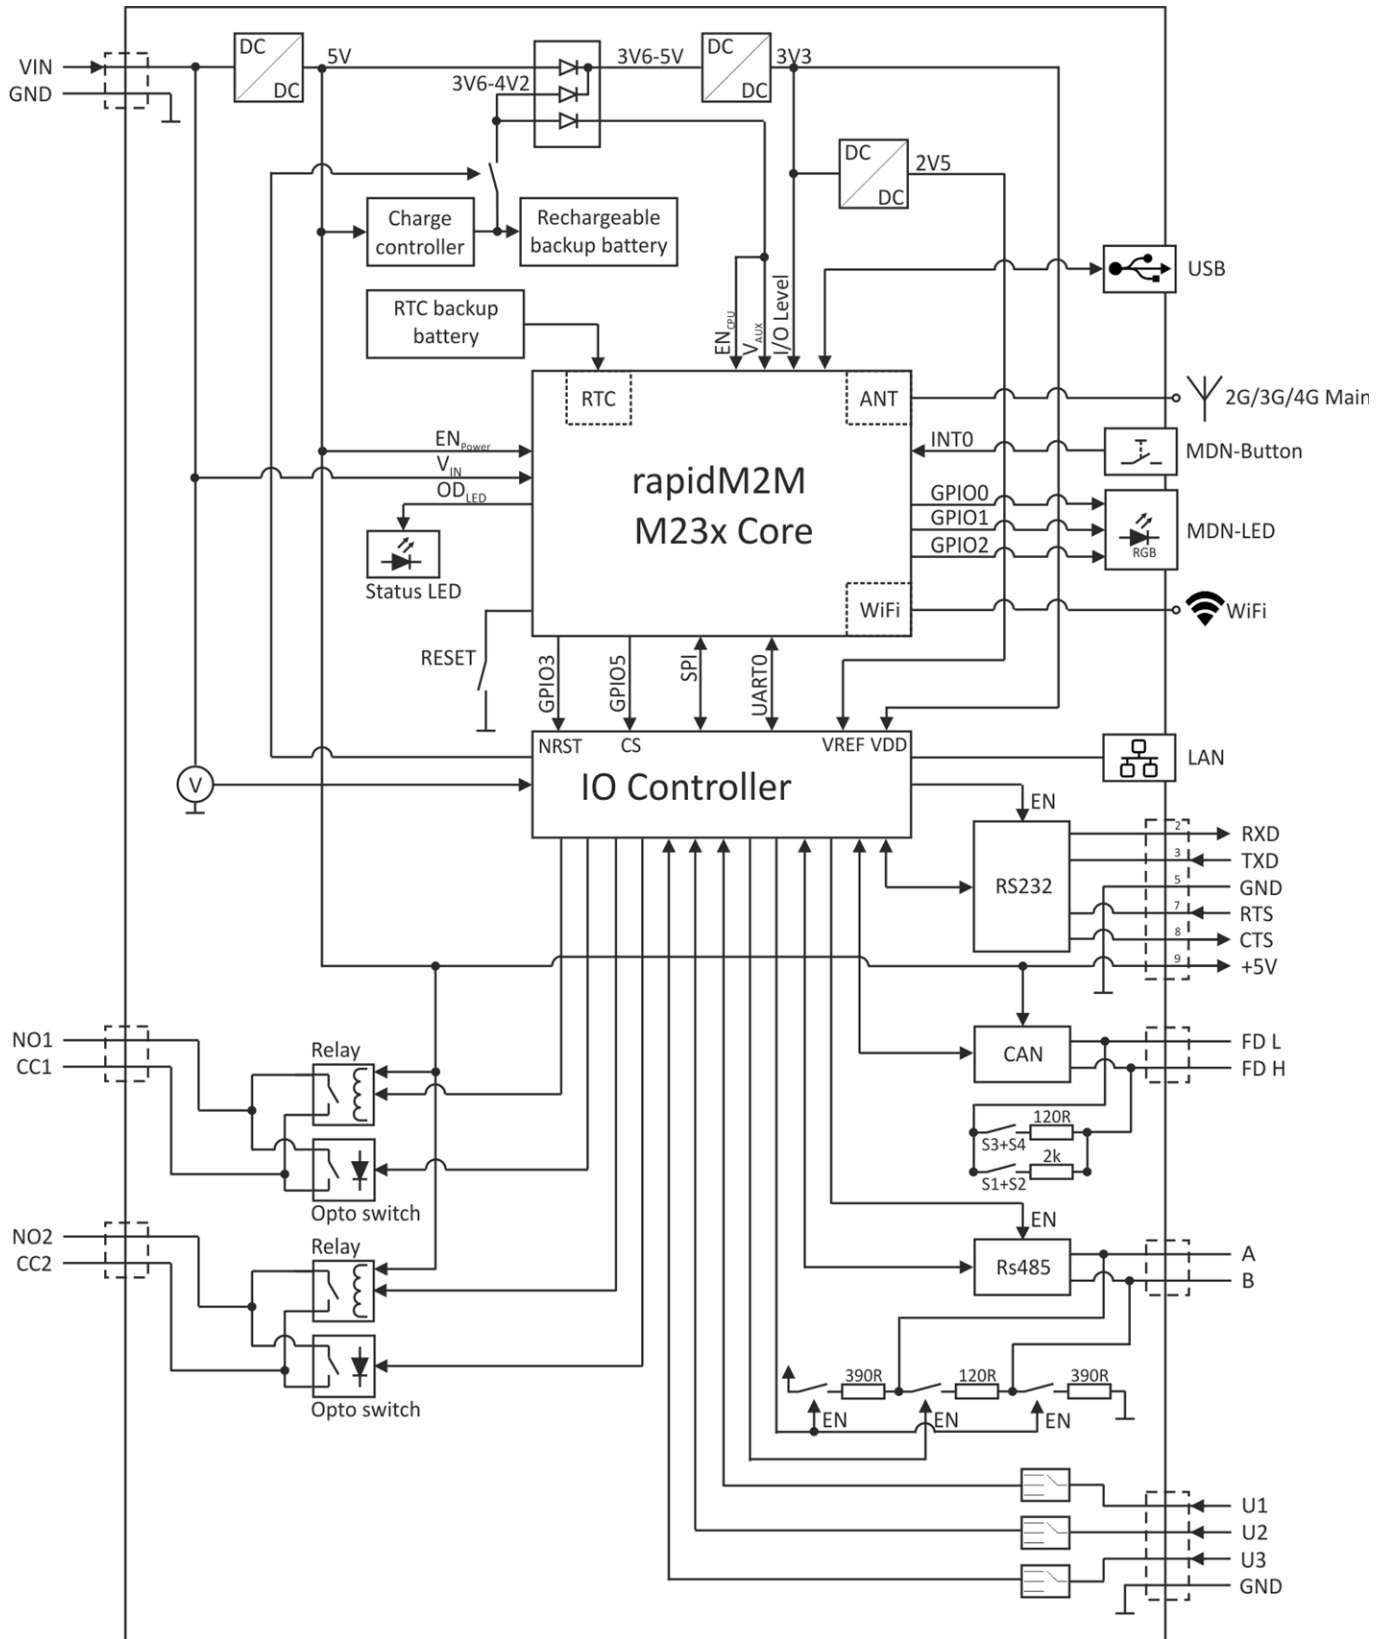 VIN
GND
DC
DC
5V
3V6-4V2
3V6-5V
DC
DC
3V3
DC
DC
2V5
Charge
controller
Rechargeable
backup battery
RTC backup
battery
EN CPU
V AUX
I/O Level
USB
RTC
ANT
2G/3G/4G Main
EN Power
V IN
OD LED
Status LED
rapidM2M
M23x Core
INT0
MDN-Button
GPIO0
GPIO1
GPIO2
RGB
MDN-LED
WiFi
WiFi
RESET
GPIO3
GPIO5
SPI
UART0
NRST
CS
VREF
VDD
IO Controller
V
LAN
EN
RS232
2
RXD
3
TXD
5
GND
7
RTS
8
CTS
9
+5V
NO1
CC1
Relay
Opto switch
CAN
FD L
FD H
120R
S3+S4
2k
S1+S2
NO2
CC2
Relay
Opto switch
EN
Rs485
A
B
390R
120R
390R
EN
EN
EN
U1
U2
U3
GND